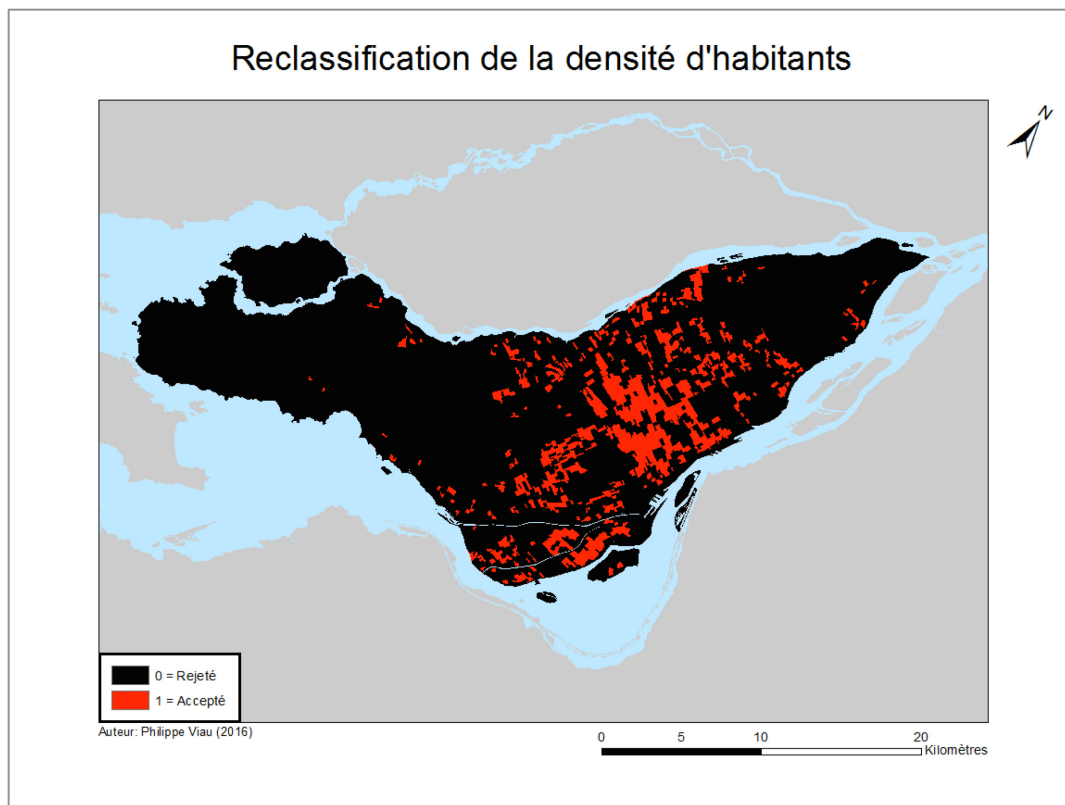 Reclassification de la densité d'habitants
N
0 = Rejeté
1 = Accepté
Auteur: Philippe Viau (2016)
0 5 10 20
Kilomètres